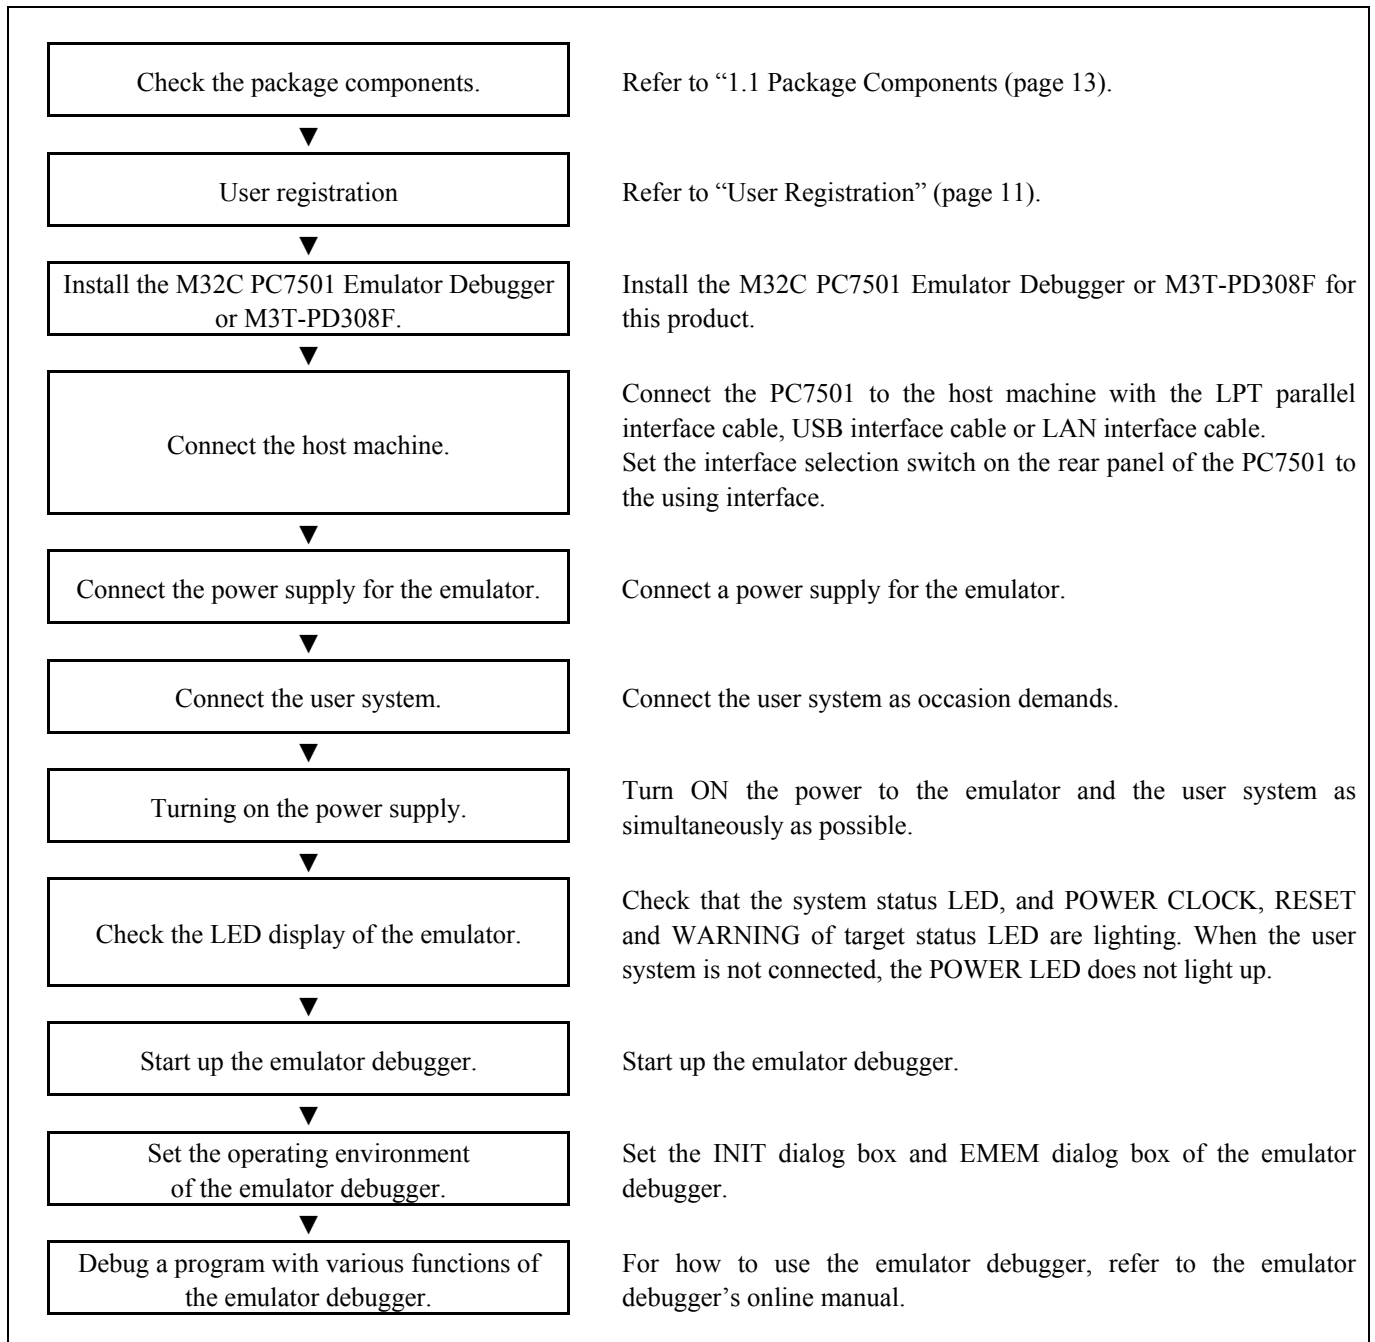 Check the package components.
Refer to “1.1 Package Components (page 13).
▼
User registration
Refer to “User Registration” (page 11).
▼
Install the M32C PC7501 Emulator Debugger
or M3T-PD308F.
Install the M32C PC7501 Emulator Debugger or M3T-PD308F for
this product.
▼
Connect the host machine.
Connect the PC7501 to the host machine with the LPT parallel
interface cable, USB interface cable or LAN interface cable.
Set the interface selection switch on the rear panel of the PC7501 to
the using interface.
▼
Connect the power supply for the emulator.
Connect a power supply for the emulator.
▼
Connect the user system.
Connect the user system as occasion demands.
▼
Turning on the power supply.
Turn ON the power to the emulator and the user system as
simultaneously as possible.
▼
Check the LED display of the emulator.
Check that the system status LED, and POWER CLOCK, RESET
and WARNING of target status LED are lighting. When the user
system is not connected, the POWER LED does not light up.
▼
Start up the emulator debugger.
Start up the emulator debugger.
▼
Set the operating environment
of the emulator debugger.
Set the INIT dialog box and EMEM dialog box of the emulator
debugger.
▼
Debug a program with various functions of
the emulator debugger.
For how to use the emulator debugger, refer to the emulator
debugger’s online manual.